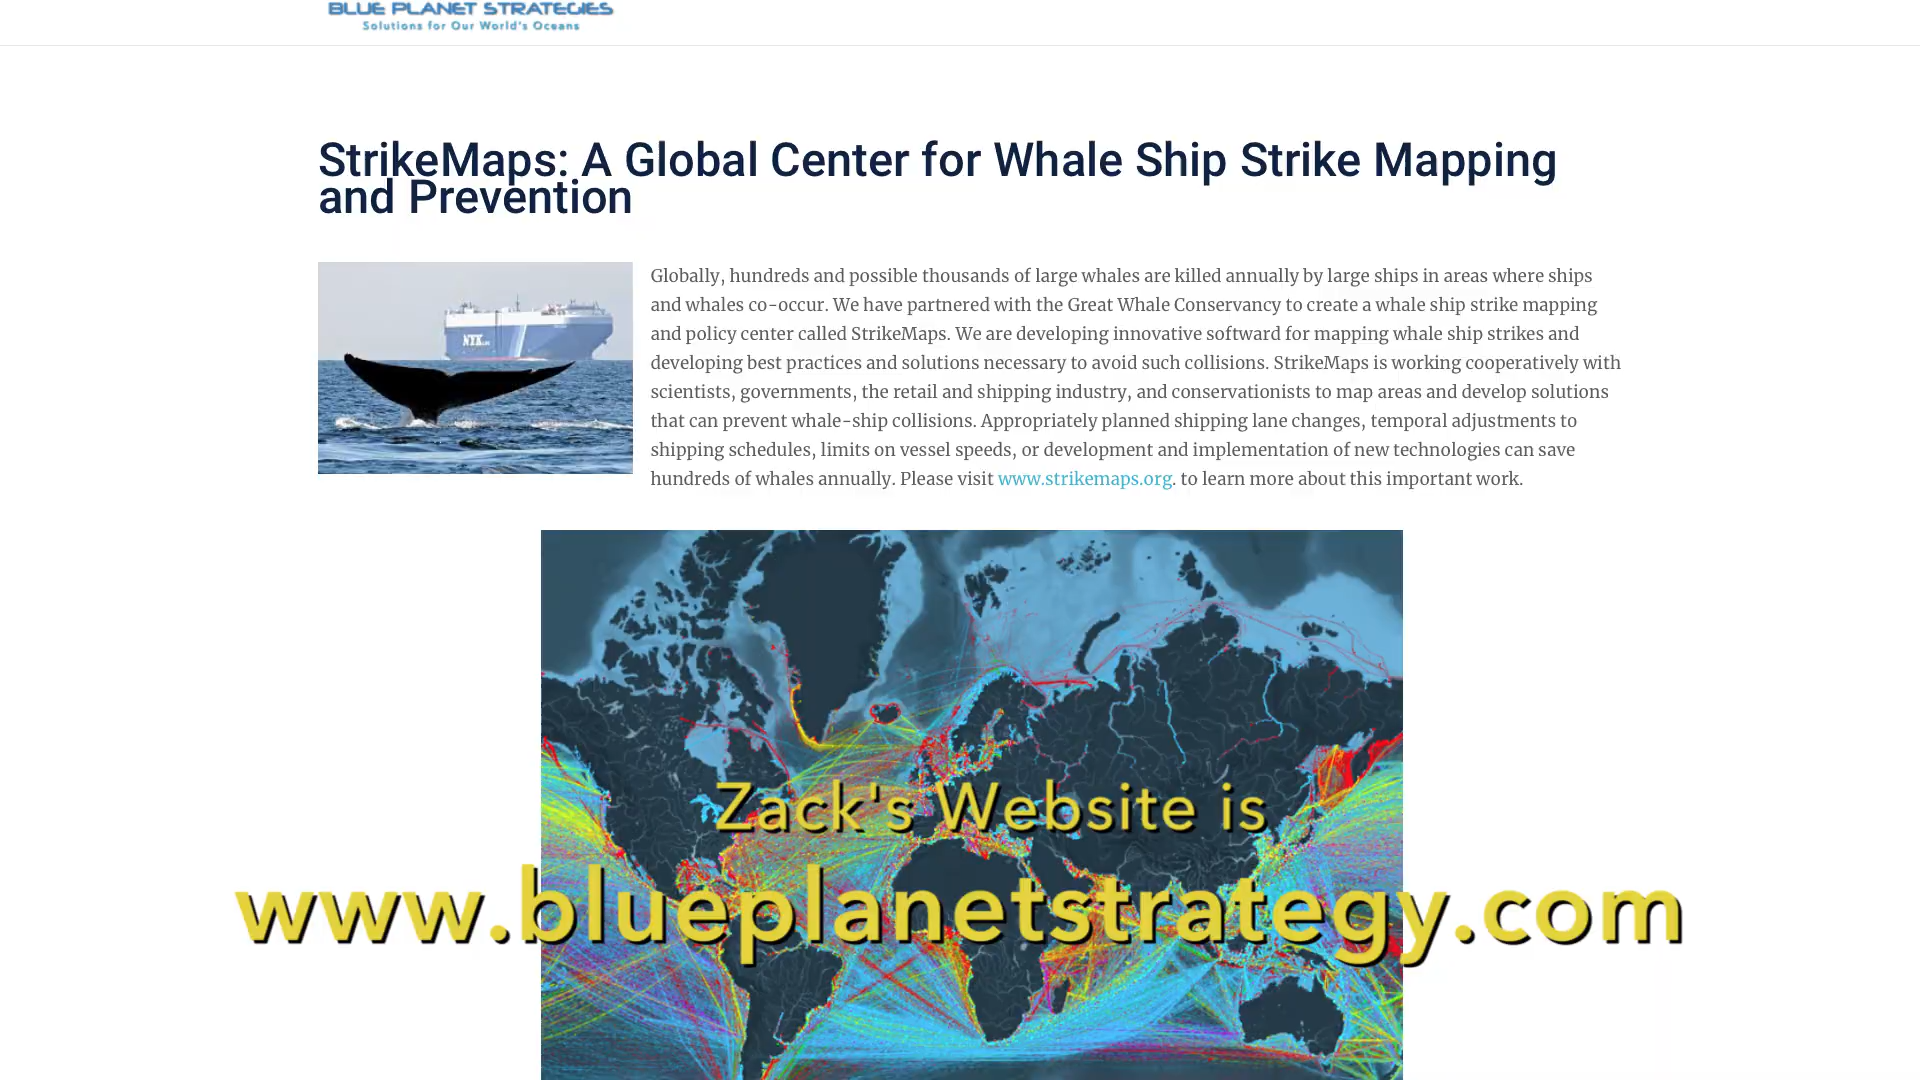 BLUE PLANET STRATEGIES
Solutions for Our World's Oceans
StrikeMaps: A Global Center for Whale Ship Strike Mapping
and Prevention
Globally, hundreds and possible thousands of large whales are killed annually by large ships in areas where ships
and whales co-occur. We have partnered with the Great Whale Conservancy to create a whale ship strike mapping
and policy center called StrikeMaps. We are developing innovative softward for mapping whale ship strikes and
developing best practices and solutions necessary to avoid such collisions. StrikeMaps is working cooperatively with
scientists, governments, the retail and shipping industry, and conservationists to map areas and develop solutions
that can prevent whale-ship collisions. Appropriately planned shipping lane changes, temporal adjustments to
shipping schedules, limits on vessel speeds, or development and implementation of new technologies can save
hundreds of whales annually. Please visit www.strikemaps.org. to learn more about this important work.
NYK
Zack's Website is
www.blueplanetstrategy.com